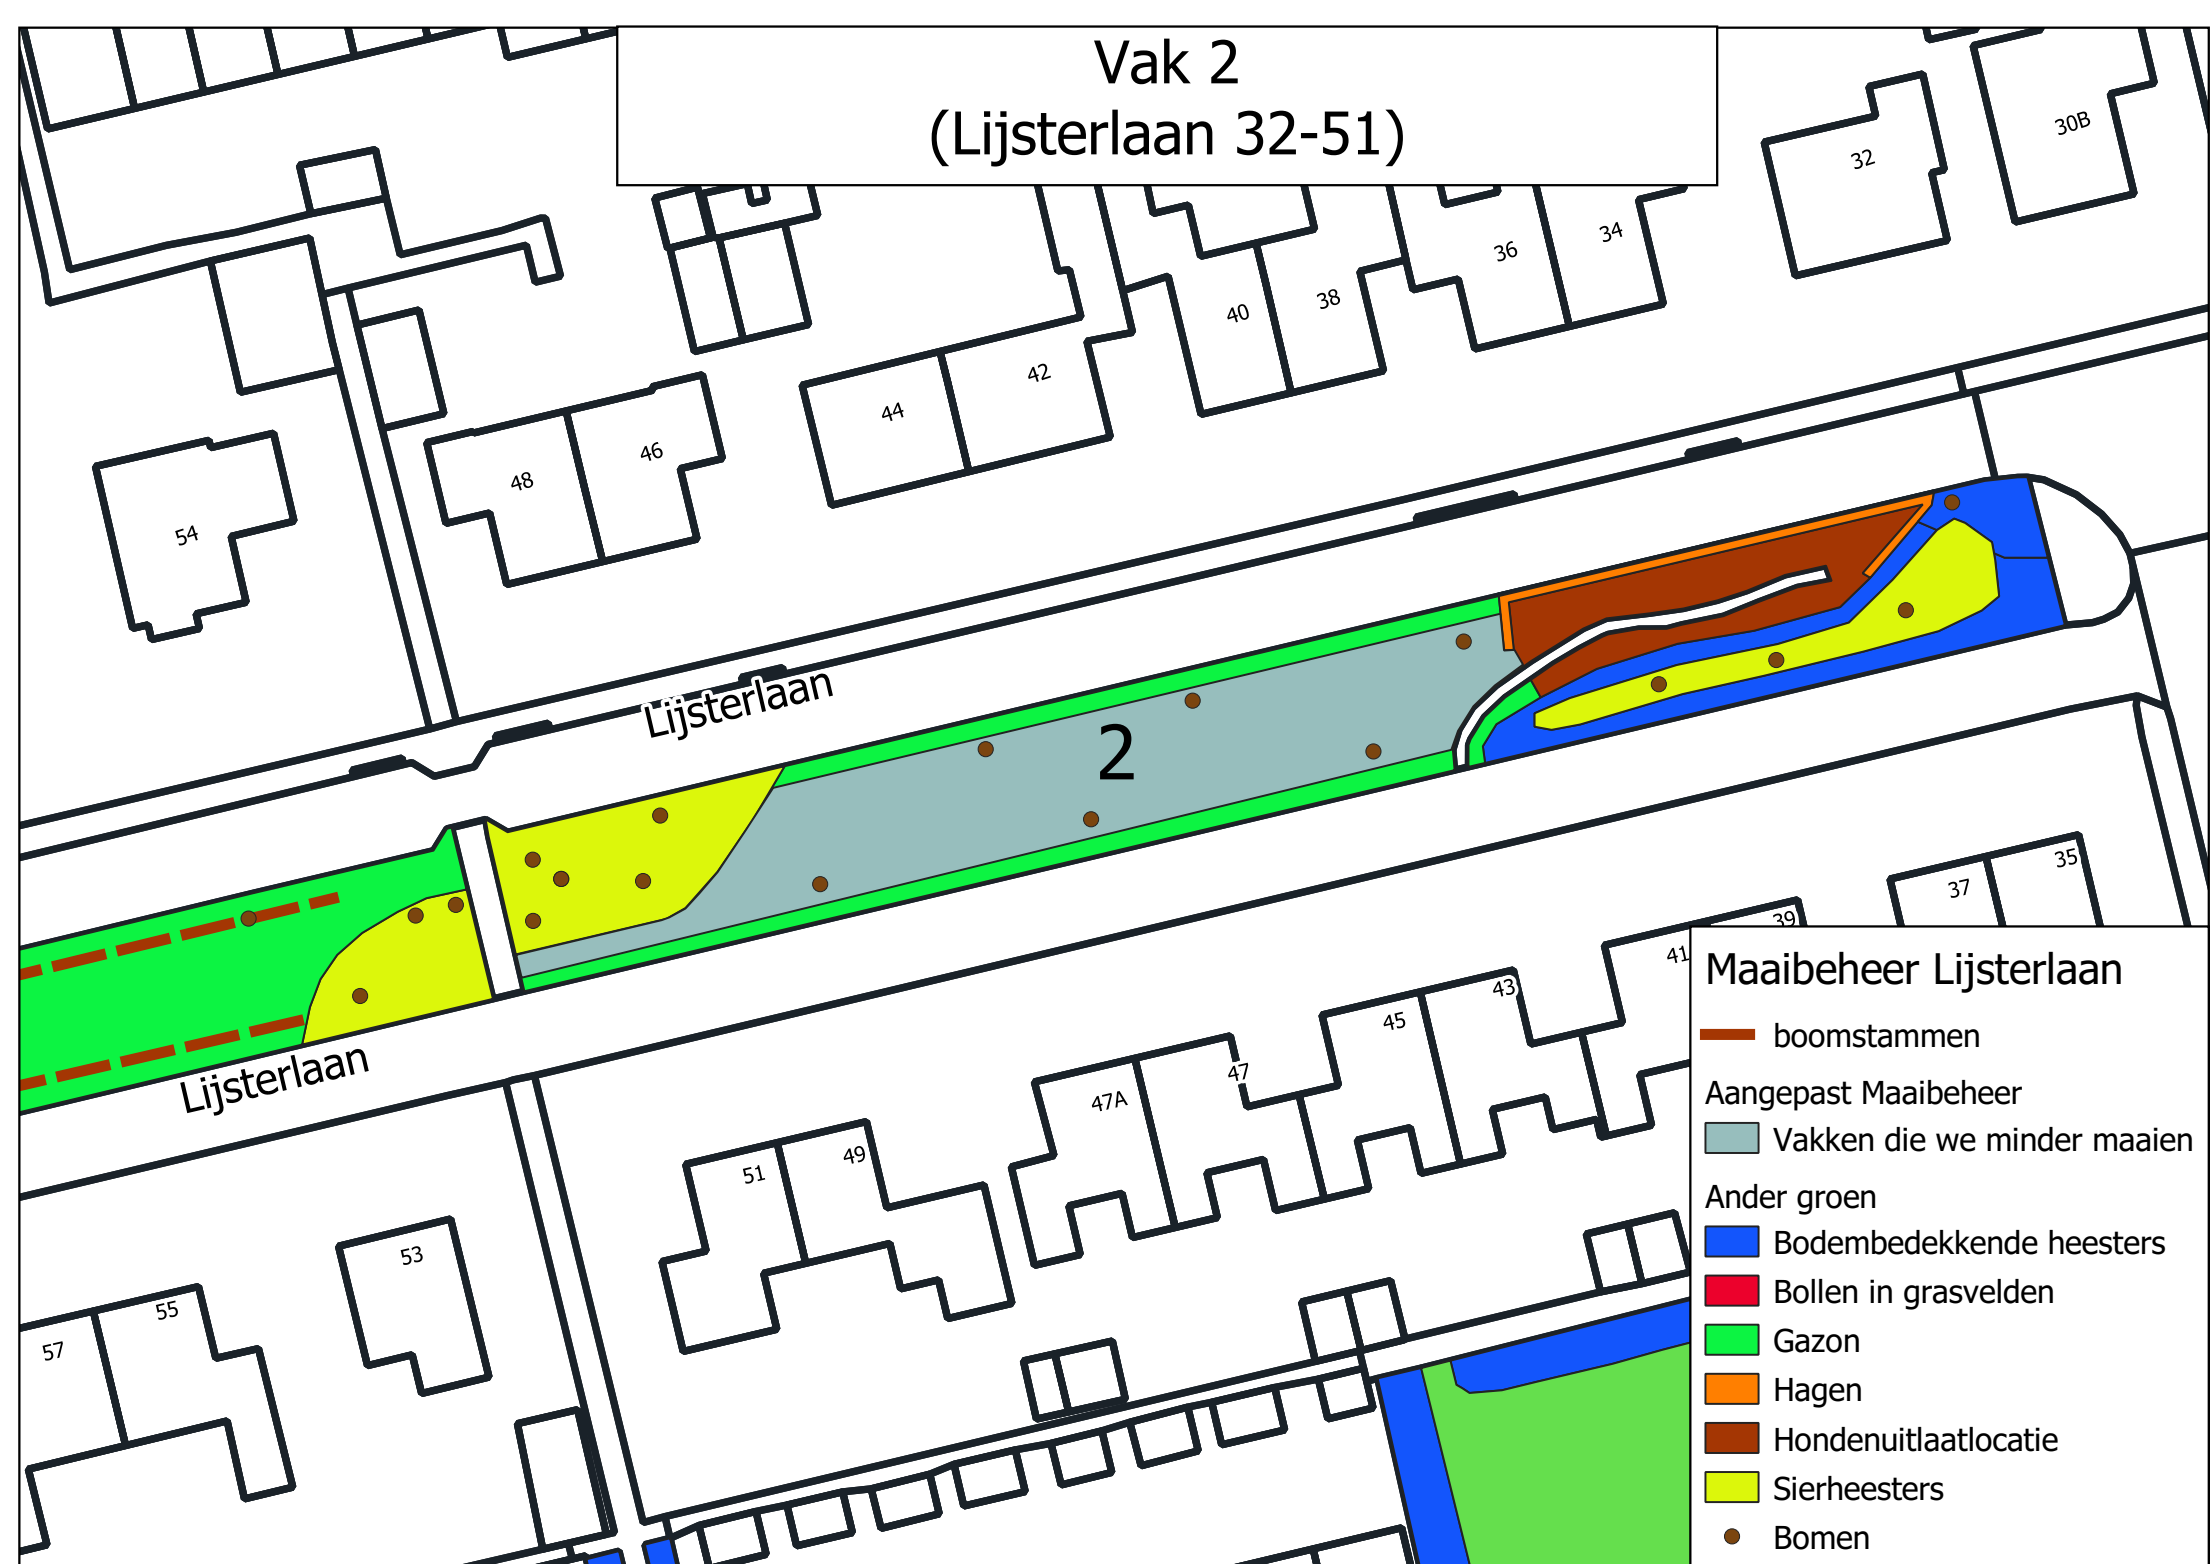 Vak 2
(Lijsterlaan 32-51)
30B
32
34
36
38
40
42
44
46
48
54
Lijsterlaan
2
Lijsterlaan
35
37
39
41
43
45
47
47A
49
51
53
55
57
Maaibeheer Lijsterlaan
boomstammen
Aangepast Maaibeheer
Vakken die we minder maaien
Ander groen
Bodembedekkende heesters
Bollen in grasvelden
Gazon
Hagen
Hondenuitlaatlocatie
Sierheesters
Bomen